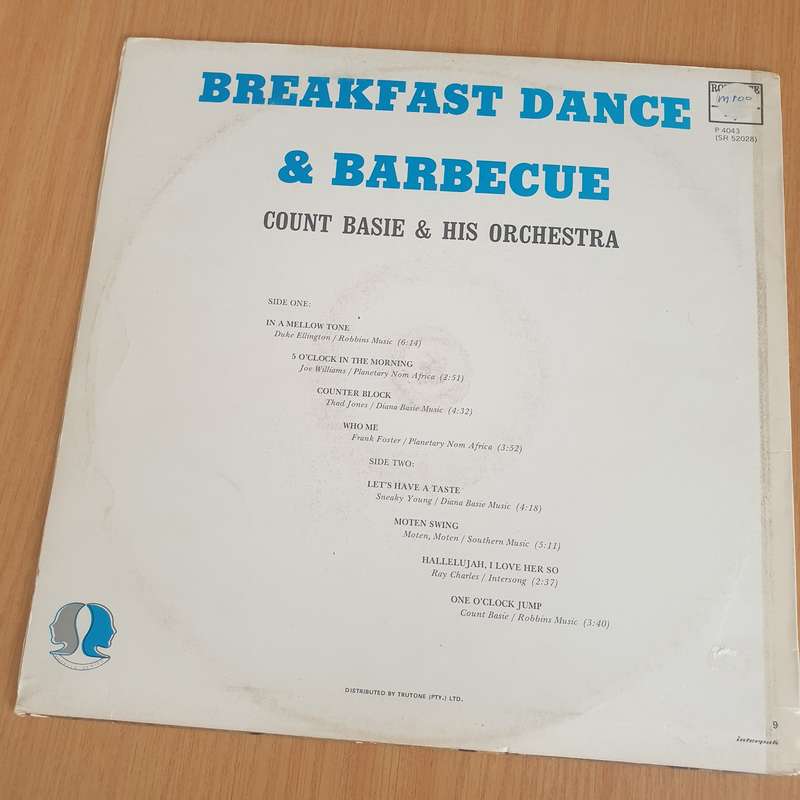 BREAKFAST DANCE
& BARBECUE
COUNT BASIE & HIS ORCHESTRA
m.poo
P 4043
(SR 52028)
SIDE ONE:
IN A MELLOW TONE
Duke Ellington / Robbins Music (6:14)
5 O'CLOCK IN THE MORNING
Joe Williams / Planetary Nom Africa (2:51)
COUNTER BLOCK
Thad Jones / Diana Basie Music (4:32)
WHO ME
Frank Foster / Planetary Nom Africa (3:52)
SIDE TWO:
LET'S HAVE A TASTE
Sneaky Young / Diana Basie Music (4:18)
MOTEN SWING
Moten, Moten / Southern Music (5:11)
HALLELUJAH, I LOVE HER SO
Ray Charles / Intersong (2:37)
ONE O'CLOCK JUMP
Count Basie / Robbins Music (3:40)
DISTRIBUTED BY TRUTONE (PTY.) LTD.
9
interpak